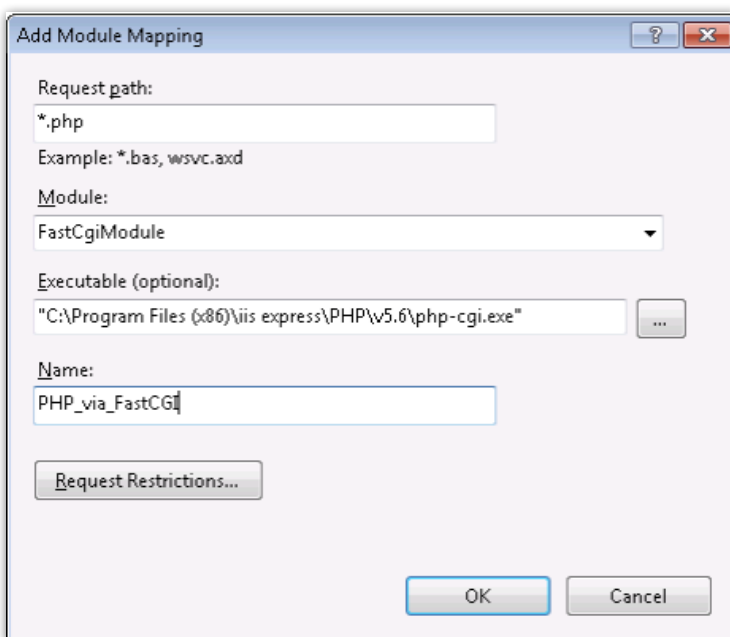 Add Module Mapping
?
Request path:
*.php
Example: *.bas, wsvc.axd
Module:
FastCgiModule
Executable (optional):
"C:\Program Files (x86)\iis express\PHP\v5.6\php-cgi.exe"
...
Name:
PHP_via_FastCGI
Request Restrictions...
OK Cancel